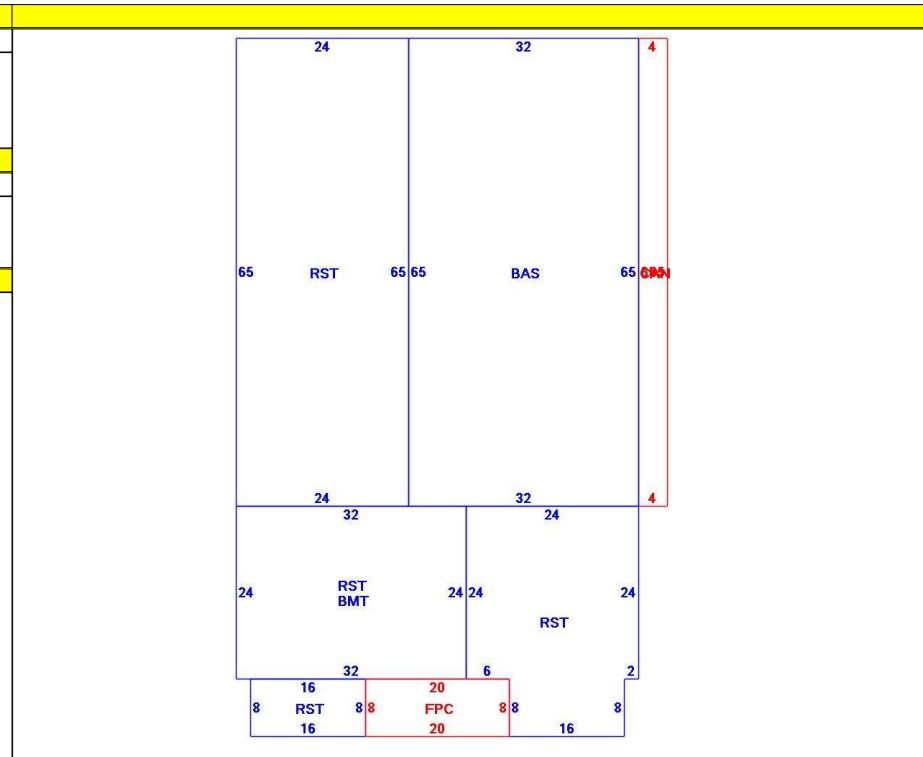 24 32 4
65 RST 65 65 BAS 65
24 32 4
32 24
24 RST 24 24 24
BMT
RST
32 6 2
16 20
8 RST 8 8 FPC 8 8 8
16 20 16